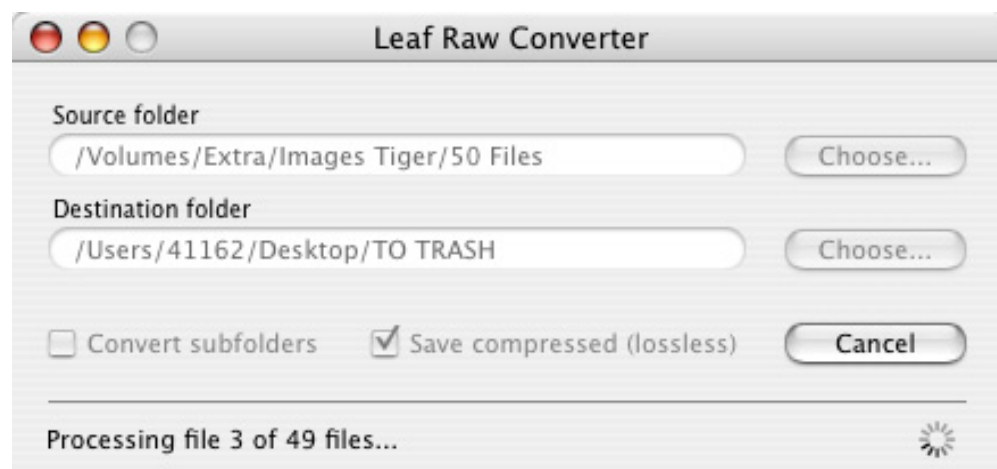 Leaf Raw Converter
Source folder
/Volumes/Extra/Images Tiger/50 Files Choose...
Destination folder
/Users/41162/Desktop/TO TRASH Choose...
Convert subfolders Save compressed (lossless) Cancel
Processing file 3 of 49 files...